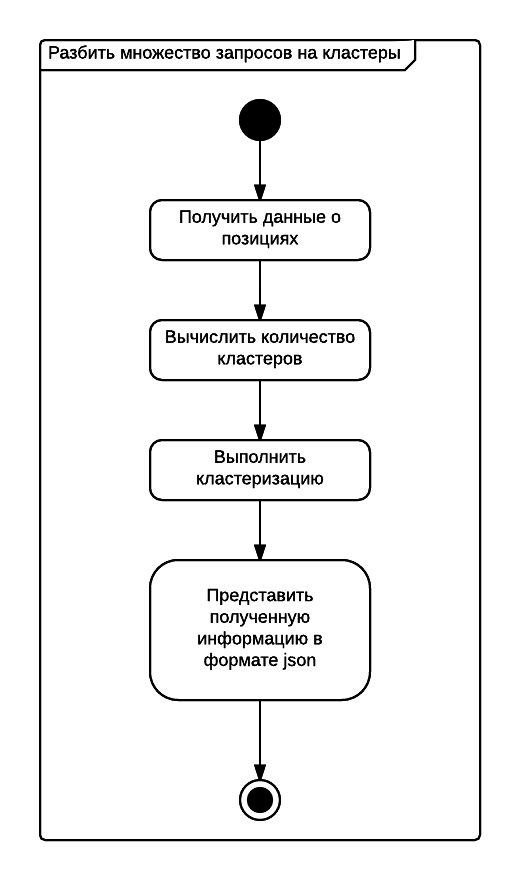 Разбить множество запросов на кластеры
Получить данные о
позициях
Вычислить количество
кластеров
Выполнить
кластеризацию
Представить
полученную
информацию в
формате json